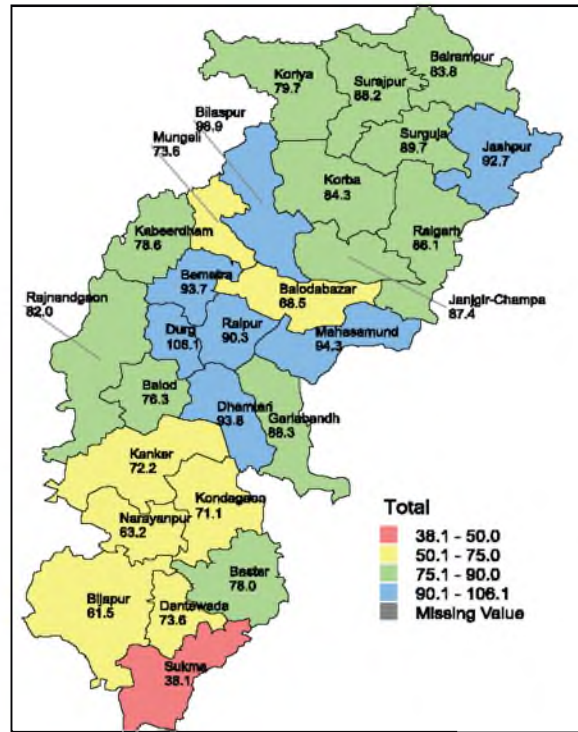 Balrampur
83.8
Koriya
79.7
Surajpur
88.2
Bilaspur
96.9
Mungeli
73.6
Surguja
89.7
Jashpur
92.7
Korba
84.3
Raigarh
86.1
Kabeerdham
78.6
Bematra
93.7
Balodabazar
68.5
Janjgir-Champa
87.4
Rajnandgaon
82.0
Durg
106.1
Raipur
90.3
Mahasamund
94.3
Balod
76.3
Dhamtari
93.8
Gariabandh
88.3
Kanker
72.2
Kondagaon
71.1
Narayanpur
63.2
Bastar
78.0
Bijapur
61.5
Dantewada
73.6
Sukma
38.1
Total
38.1 - 50.0
50.1 - 75.0
75.1 - 90.0
90.1 - 106.1
Missing Value